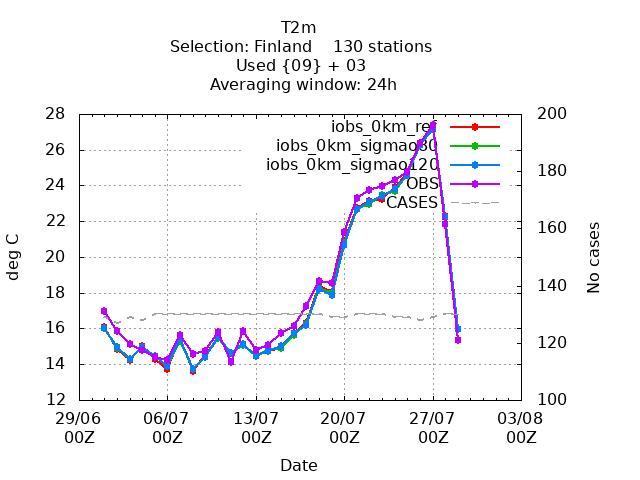 T2m
Selection: Finland 130 stations
Used {09} + 03
Averaging window: 24h
28
26
24
22
20
18
16
14
12
deg C
200
180
160
140
120
100
No cases
iobs_0km_ref
iobs_0km_sigmao80
iobs_0km_sigmao120
OBS
CASES
29/06 06/07 13/07 20/07 27/07 03/08
00Z 00Z 00Z 00Z 00Z 00Z
Date